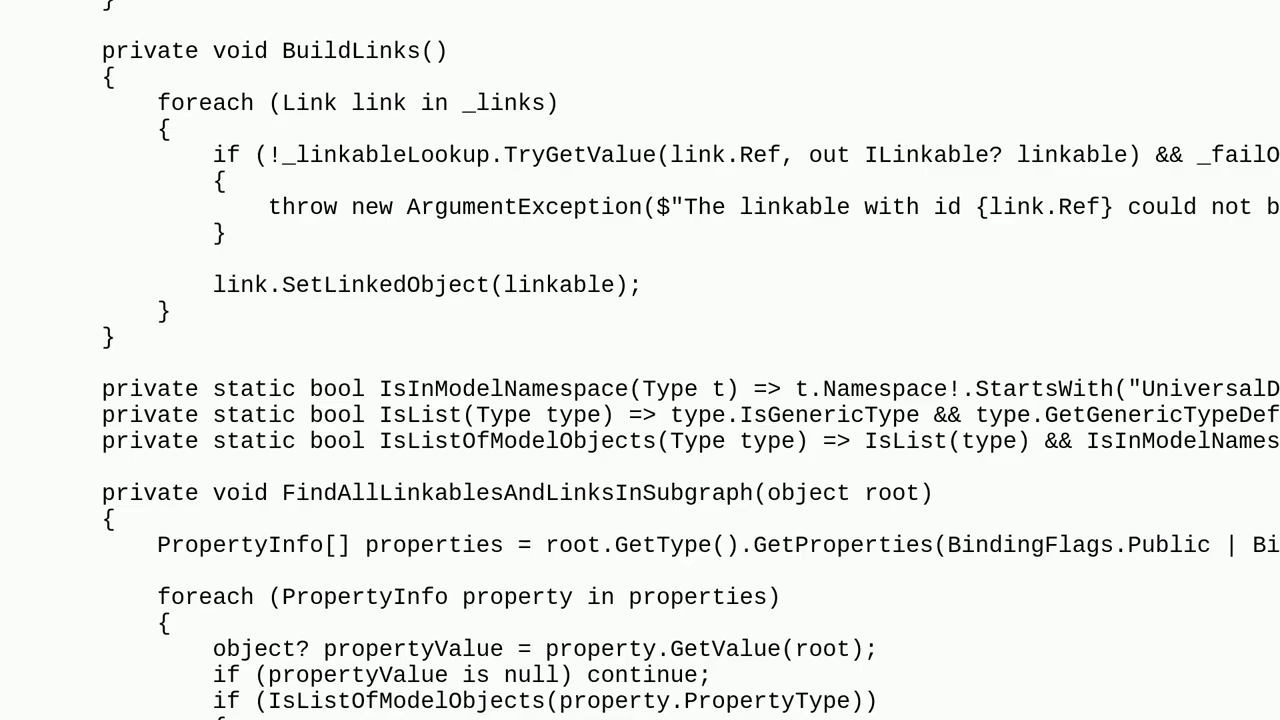 }
private void BuildLinks()
{
foreach (Link link in _links)
{
if (!_linkableLookup.TryGetValue(link.Ref, out ILinkable? linkable) && _failO
{
throw new ArgumentException($"The linkable with id {link.Ref} could not b
}
link.SetLinkedObject(linkable);
}
}
private static bool IsInModelNamespace(Type t) => t.Namespace!.StartsWith("UniversalD
private static bool IsList(Type type) => type.IsGenericType && type.GetGenericTypeDef
private static bool IsListOfModelObjects(Type type) => IsList(type) && IsInModelNames
private void FindAllLinkablesAndLinksInSubgraph(object root)
{
PropertyInfo[] properties = root.GetType().GetProperties(BindingFlags.Public | Bi
foreach (PropertyInfo property in properties)
{
object? propertyValue = property.GetValue(root);
if (propertyValue is null) continue;
if (IsListOfModelObjects(property.PropertyType))
{